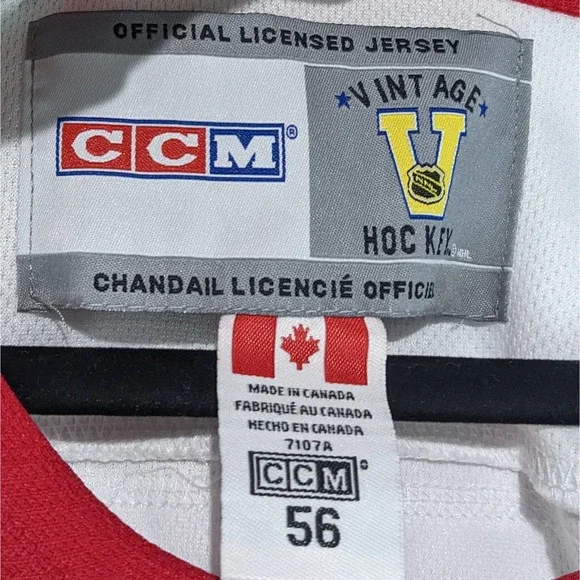 OFFICIAL LICENSED JERSEY
CCM®
VINTAGE
V
NHL
HOCKEY
CHANDAIL LICENCIÉ OFFICIEL
MADE IN CANADA
FABRIQUÉ AU CANADA
HECHO EN CANADA
7107A
CCM®
56